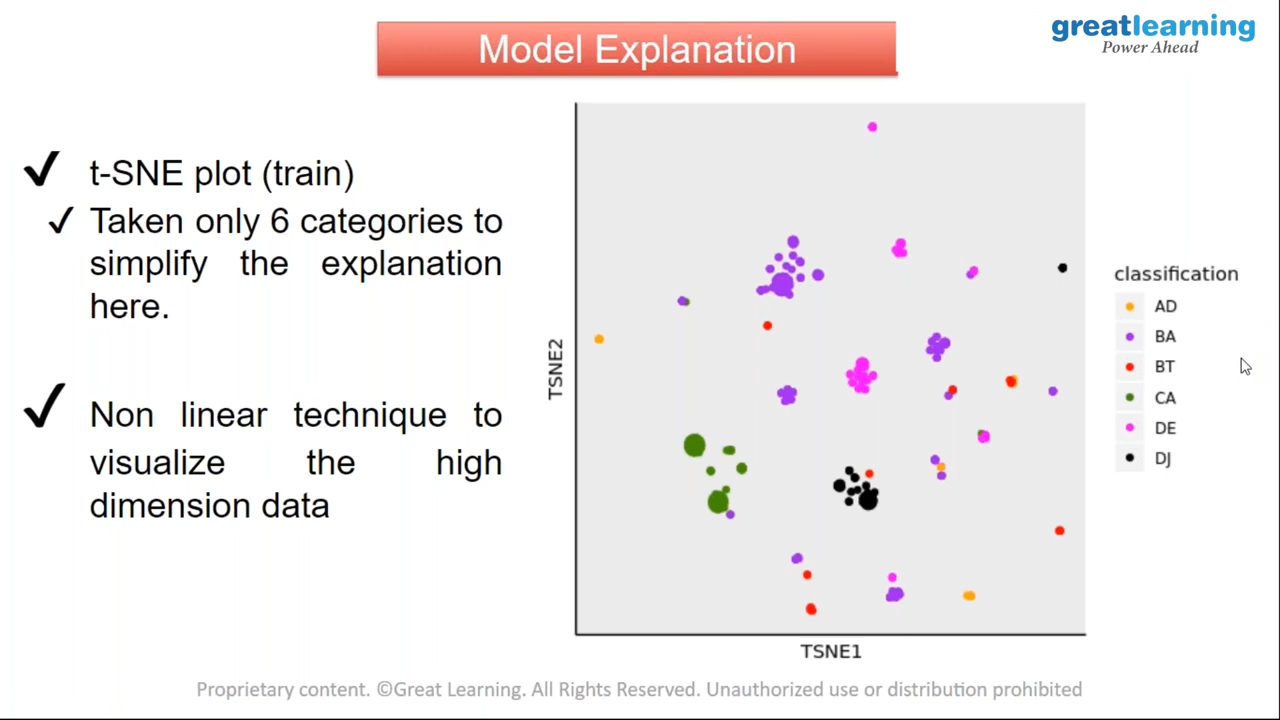 Model Explanation
greatlearning
Power Ahead
✓ t-SNE plot (train)
✓ Taken only 6 categories to
simplify the explanation
here.
✓ Non linear technique to
visualize the high
dimension data
TSNE2
TSNE1
classification
AD
BA
BT
CA
DE
DJ
Proprietary content. ©Great Learning. All Rights Reserved. Unauthorized use or distribution prohibited